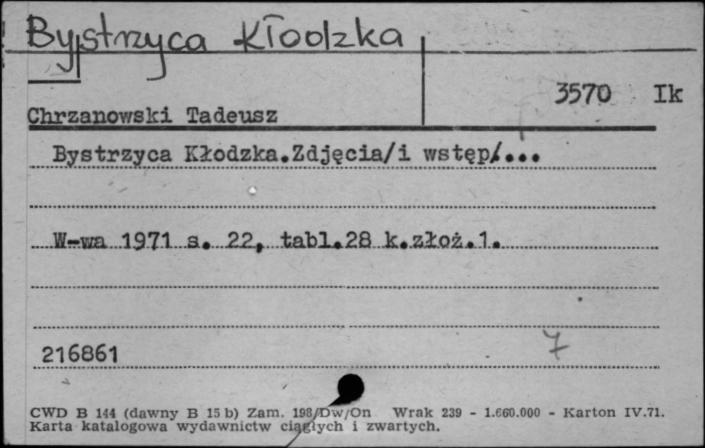 Bystrzyca Kłodzka
3570 Ik
Chrzanowski Tadeusz
Bystrzyca Kłodzka.Zdjęcia/i wstęp/...
W-wa 1971 s. 22, tabl.28 k.złoż.1.
7
216861
CWD B 144 (dawny B 15 b) Zam. 198/Dw/On Wrak 239 - 1.660.000 - Karton IV.71.
Karta katalogowa wydawnictw ciągłych i zwartych.